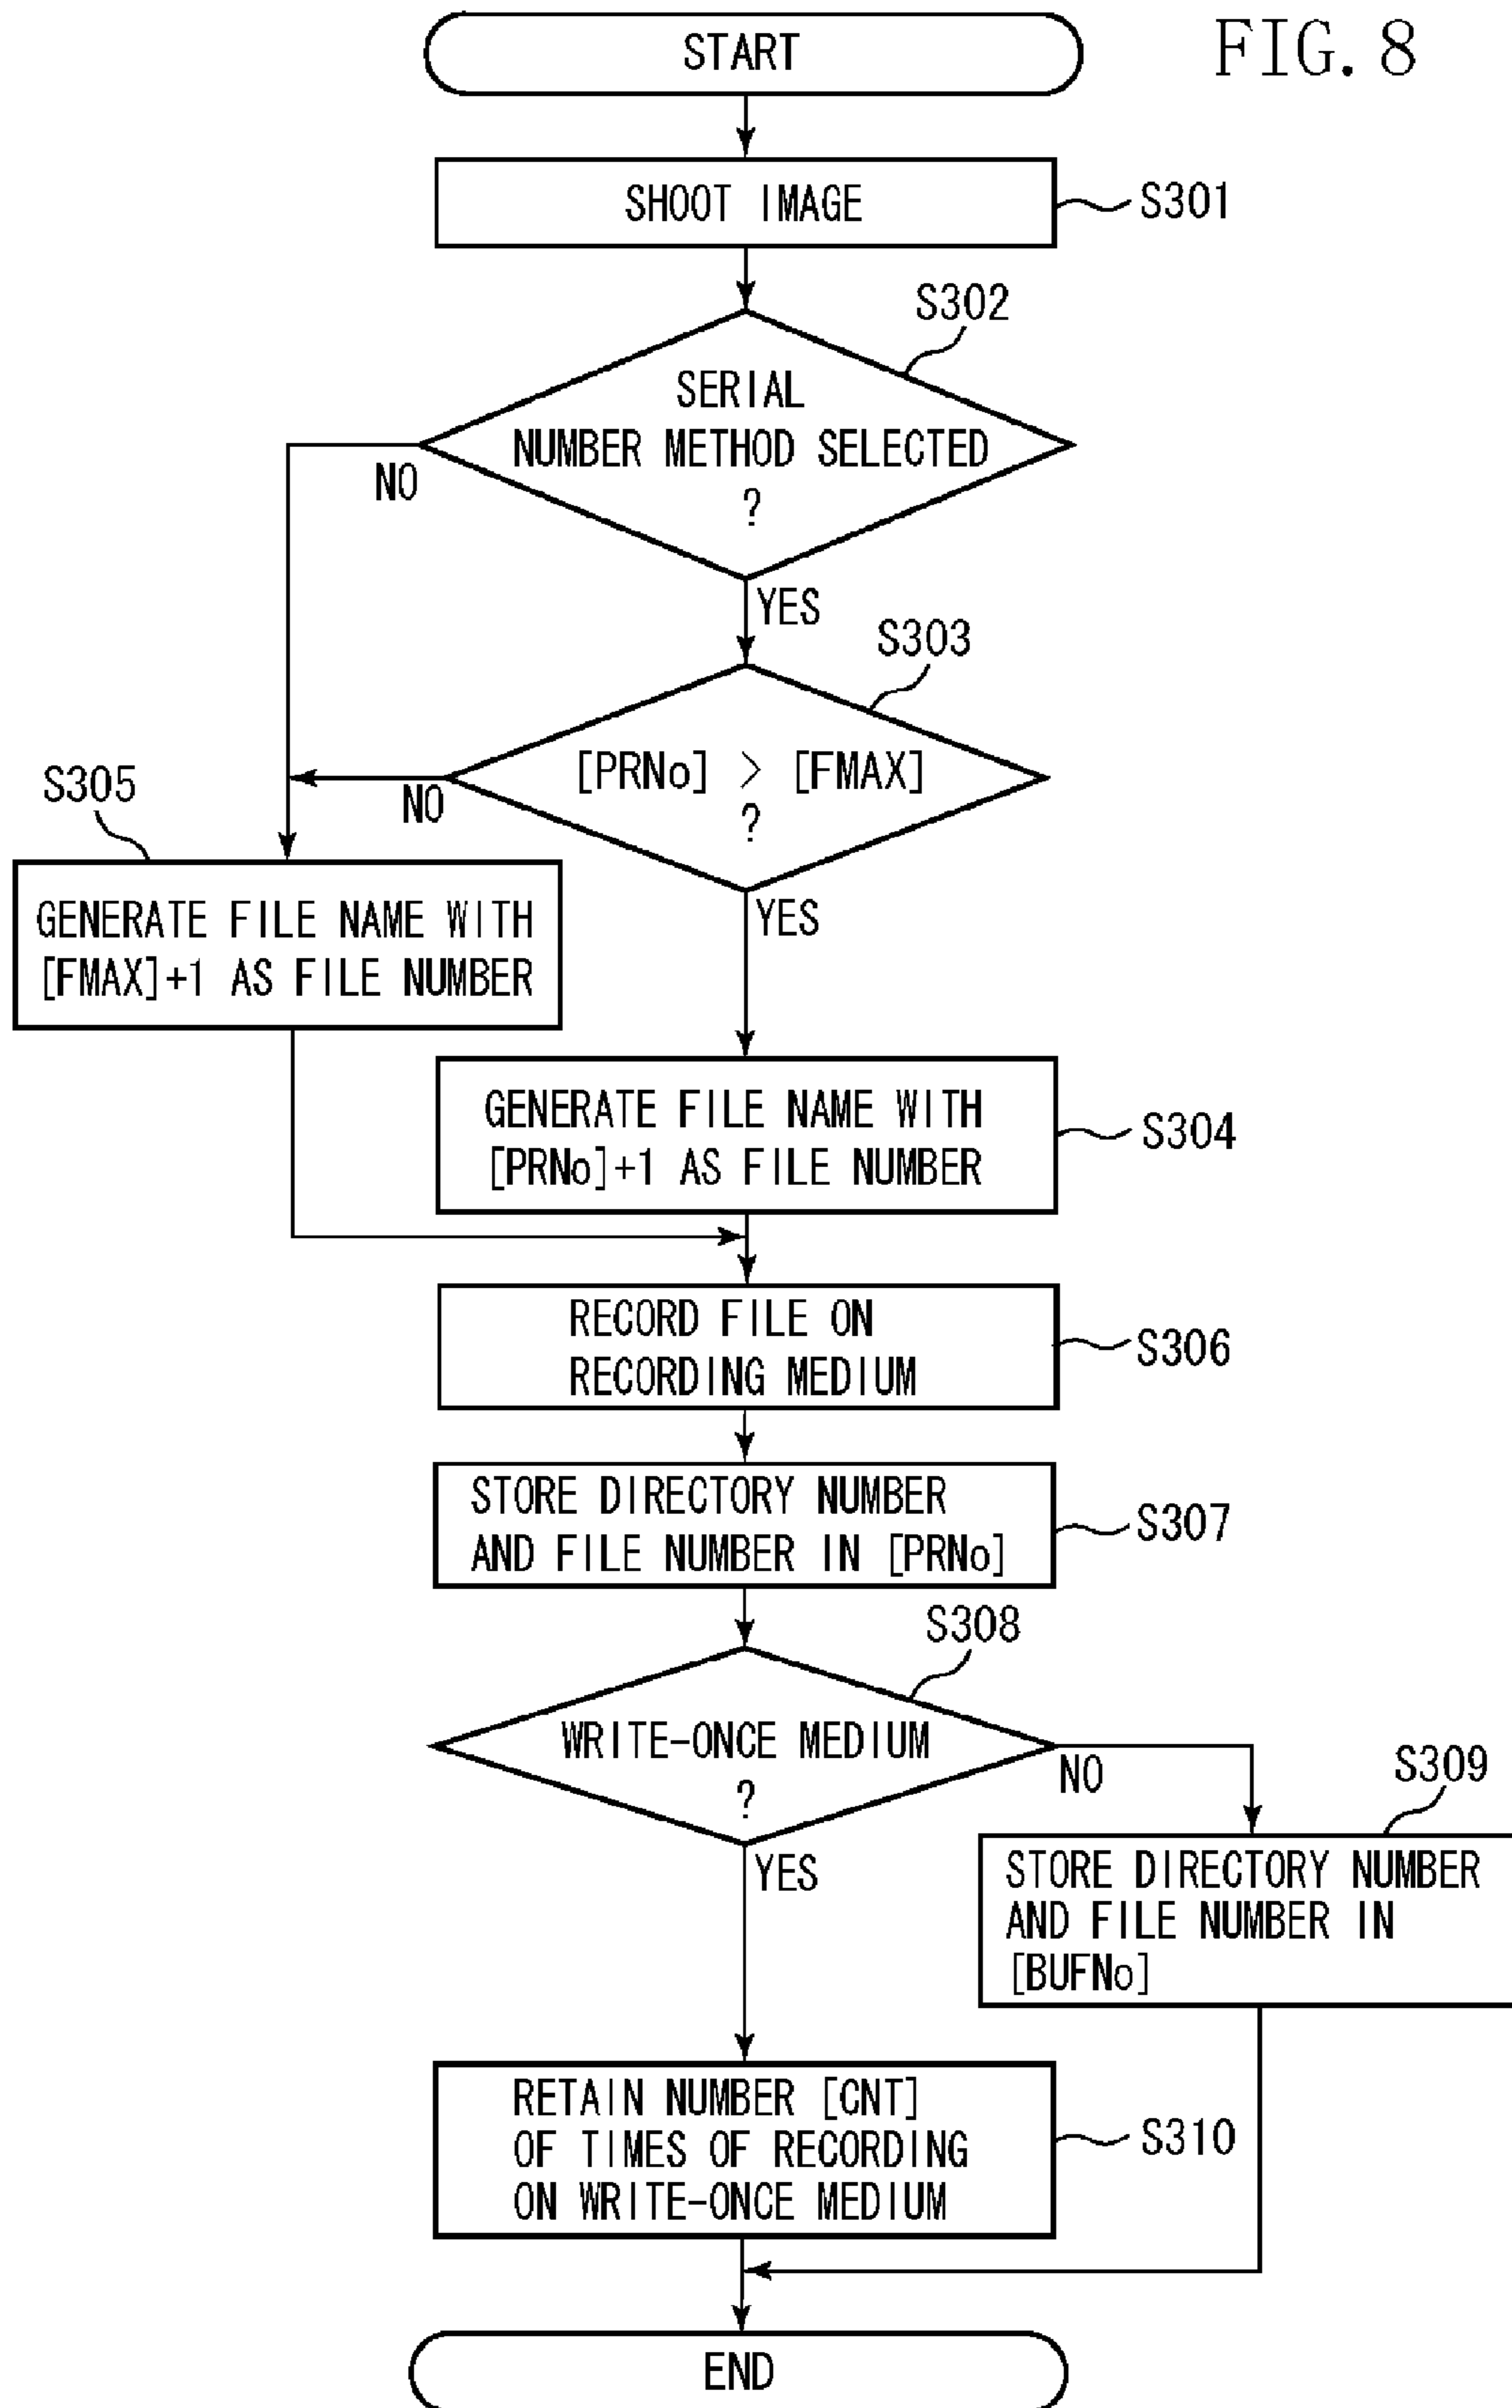 FIG. 8
START
SHOOT IMAGE
S301
S302
SERIAL
NUMBER METHOD SELECTED
?
NO
YES
S303
[PRNo] > [FMAX]
?
NO
YES
S305
GENERATE FILE NAME WITH
[FMAX]+1 AS FILE NUMBER
GENERATE FILE NAME WITH
[PRNo]+1 AS FILE NUMBER
S304
RECORD FILE ON
RECORDING MEDIUM
S306
STORE DIRECTORY NUMBER
AND FILE NUMBER IN [PRNo]
S307
S308
WRITE-ONCE MEDIUM
?
NO
YES
S309
STORE DIRECTORY NUMBER
AND FILE NUMBER IN
[BUFNo]
RETAIN NUMBER [CNT]
OF TIMES OF RECORDING
ON WRITE-ONCE MEDIUM
S310
END